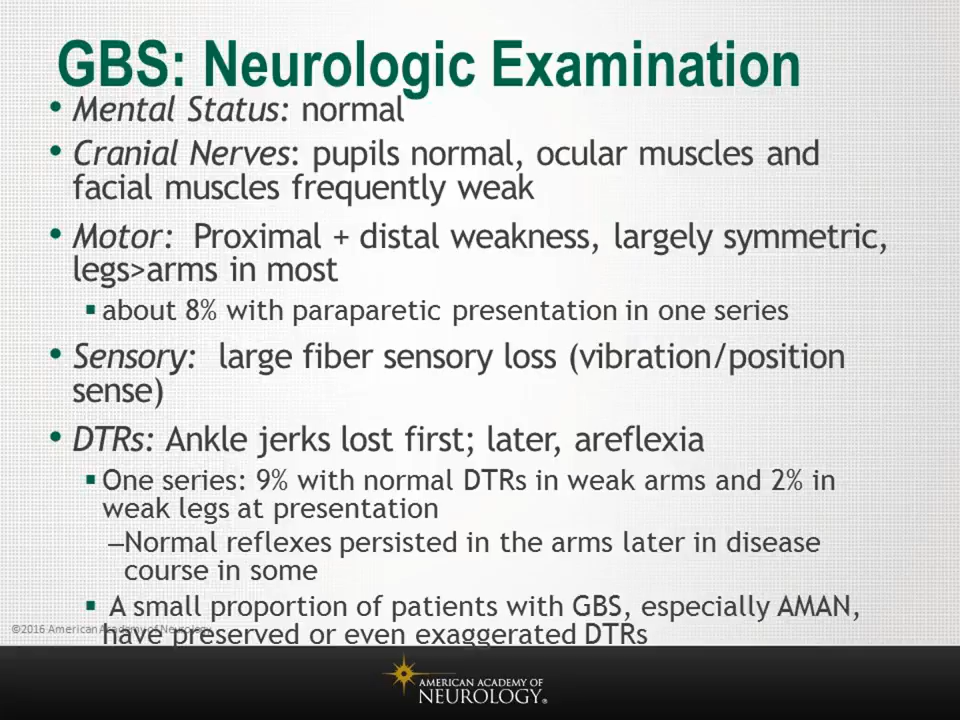 GBS: Neurologic Examination
• Mental Status: normal
• Cranial Nerves: pupils normal, ocular muscles and
facial muscles frequently weak
• Motor: Proximal + distal weakness, largely symmetric,
legs>arms in most
▪ about 8% with paraparetic presentation in one series
• Sensory: large fiber sensory loss (vibration/position
sense)
• DTRs: Ankle jerks lost first; later, areflexia
▪ One series: 9% with normal DTRs in weak arms and 2% in
weak legs at presentation
–Normal reflexes persisted in the arms later in disease
course in some
▪ A small proportion of patients with GBS, especially AMAN,
have preserved or even exaggerated DTRs
©2016 American Academy of Neurology
AMERICAN ACADEMY OF
NEUROLOGY®